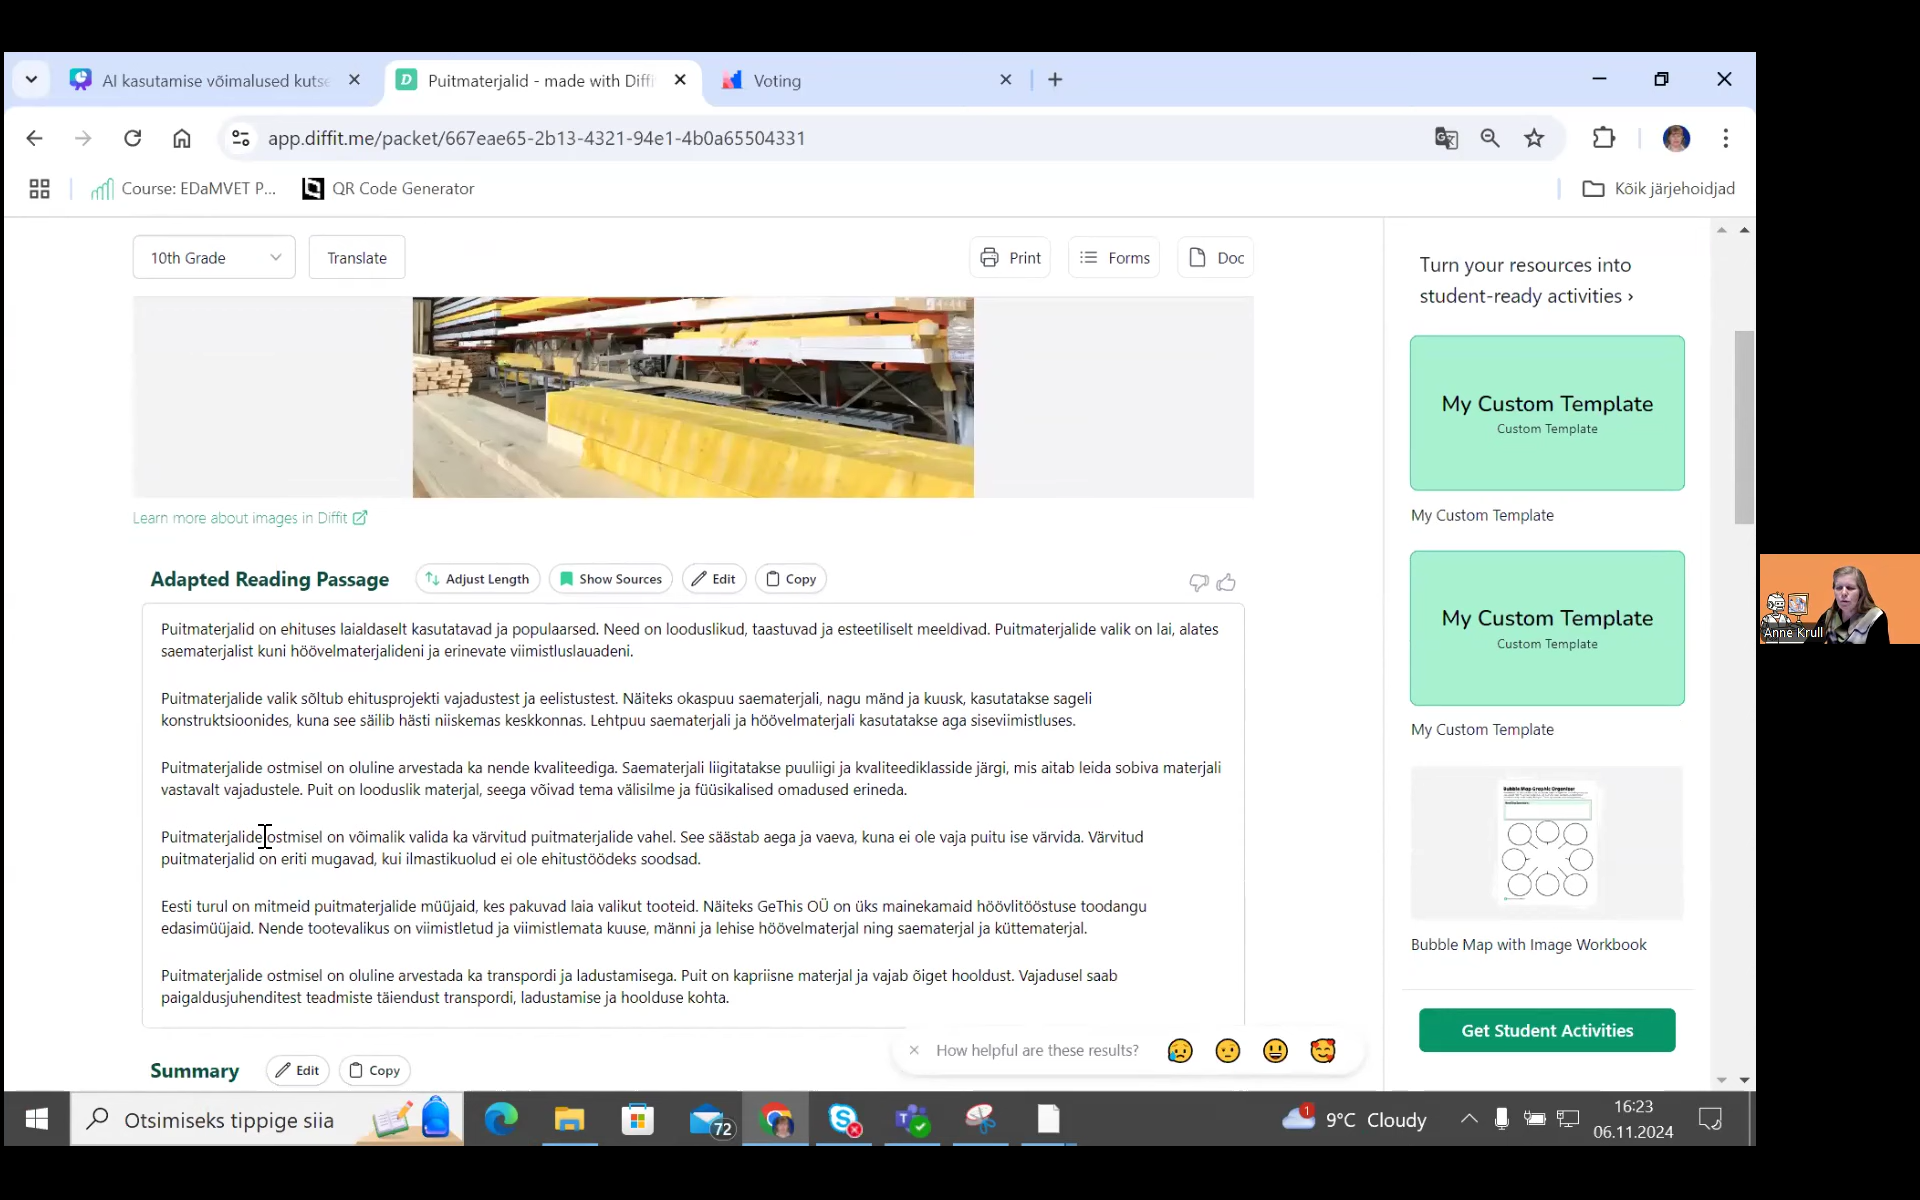 AI kasutamise võimalused kutse
Puitmaterjalid - made with Diffi
Voting
app.diffit.me/packet/667eae65-2b13-4321-94e1-4b0a65504331
Course: EDaMVET P...
QR Code Generator
Kõik järjehoidjad
10th Grade
Translate
Print
Forms
Doc
Turn your resources into
student-ready activities ›
My Custom Template
Custom Template
My Custom Template
Learn more about images in Diffit
My Custom Template
Custom Template
My Custom Template
Adapted Reading Passage
Adjust Length
Show Sources
Edit
Copy
Puitmaterjalid on ehituses laialdaselt kasutatavad ja populaarsed. Need on looduslikud, taastuvad ja esteetiliselt meeldivad. Puitmaterjalide valik on lai, alates
saematerjalist kuni höövelmaterjalideni ja erinevate viimistluslauadeni.
Puitmaterjalide valik sõltub ehitusprojekti vajadustest ja eelistustest. Näiteks okaspuu saematerjali, nagu mänd ja kuusk, kasutatakse sageli
konstruktsioonides, kuna see säilib hästi niiskemas keskkonnas. Lehtpuu saematerjali ja höövelmaterjali kasutatakse aga siseviimistluses.
Puitmaterjalide ostmisel on oluline arvestada ka nende kvaliteediga. Saematerjali liigitatakse puuliigi ja kvaliteediklasside järgi, mis aitab leida sobiva materjali
vastavalt vajadustele. Puit on looduslik materjal, seega võivad tema välisilme ja füüsikalised omadused erineda.
Puitmaterjalide ostmisel on võimalik valida ka värvitud puitmaterjalide vahel. See säästab aega ja vaeva, kuna ei ole vaja puitu ise värvida. Värvitud
puitmaterjalid on eriti mugavad, kui ilmastikuolud ei ole ehitustöödeks soodsad.
Eesti turul on mitmeid puitmaterjalide müüjaid, kes pakuvad laia valikut tooteid. Näiteks GeThis OÜ on üks mainekamaid höövlitööstuse toodangu
edasimüüjaid. Nende tootevalikus on viimistletud ja viimistlemata kuuse, männi ja lehise höövelmaterjal ning saematerjal ja küttematerjal.
Puitmaterjalide ostmisel on oluline arvestada ka transpordi ja ladustamisega. Puit on kapriisne materjal ja vajab õiget hooldust. Vajadusel saab
paigaldusjuhenditest teadmiste täiendust transpordi, ladustamise ja hoolduse kohta.
Bubble Map Graphic Organizer
Bubble Map with Image Workbook
Get Student Activities
How helpful are these results?
Summary
Edit
Copy
Anne Krull
Otsimiseks tippige siia
72
1
9°C Cloudy
16:23
06.11.2024